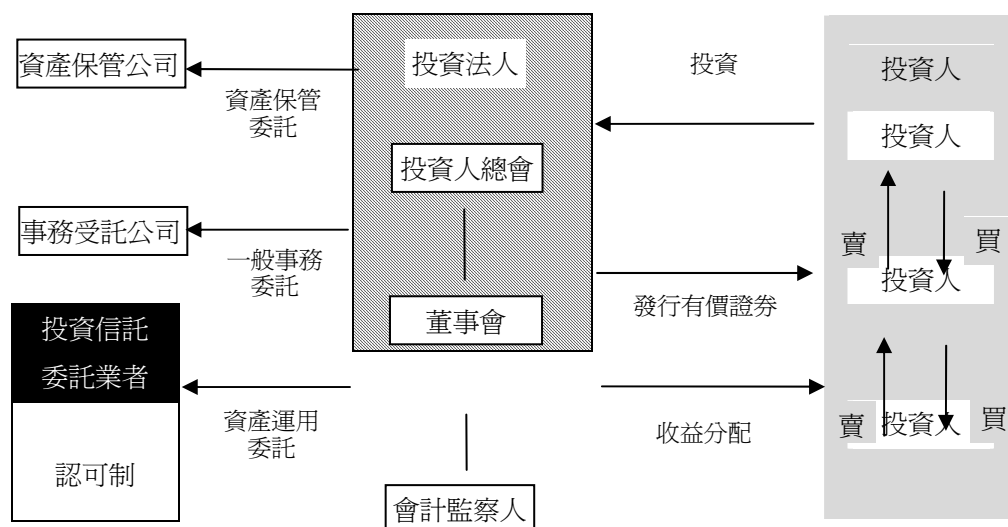 資產保管公司
資產保管
委託
事務受託公司
一般事務
委託
投資信託
委託業者
認可制
資產運用
委託
投資法人
投資人總會
董事會
會計監察人
投資
發行有價證券
收益分配
投資人
投資人
賣
買
投資人
賣
買
投資人